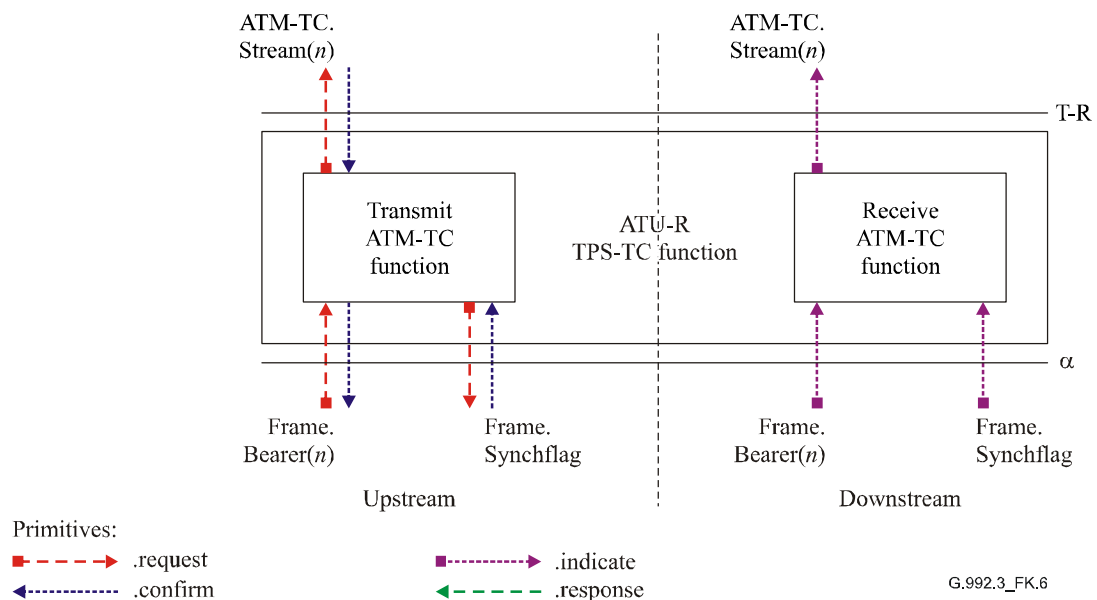 ATM-TC.
Stream(n)
ATM-TC.
Stream(n)
T-R
Transmit
ATM-TC
function
ATU-R
TPS-TC function
Receive
ATM-TC
function
α
Frame.
Bearer(n)
Frame.
Synchflag
Frame.
Bearer(n)
Frame.
Synchflag
Upstream
Downstream
Primitives:
.request
.indicate
.confirm
.response
G.992.3_FK.6